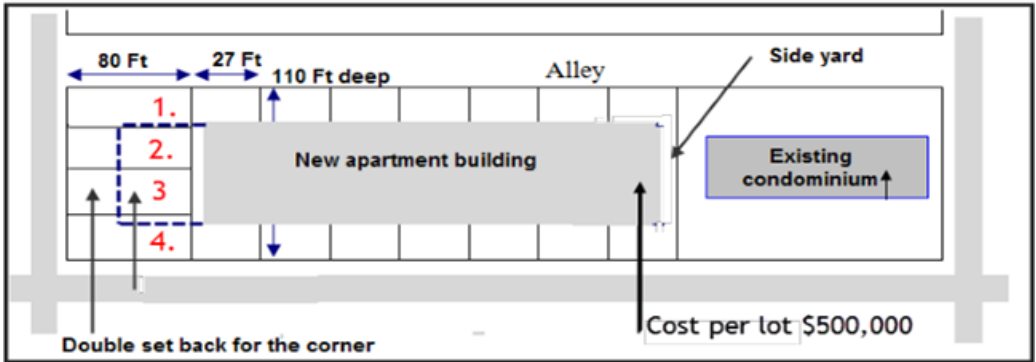 80 Ft
27 Ft
110 Ft deep
Alley
Side yard
1.
2.
3
4.
New apartment building
Existing
condominium
Cost per lot $500,000
Double set back for the corner